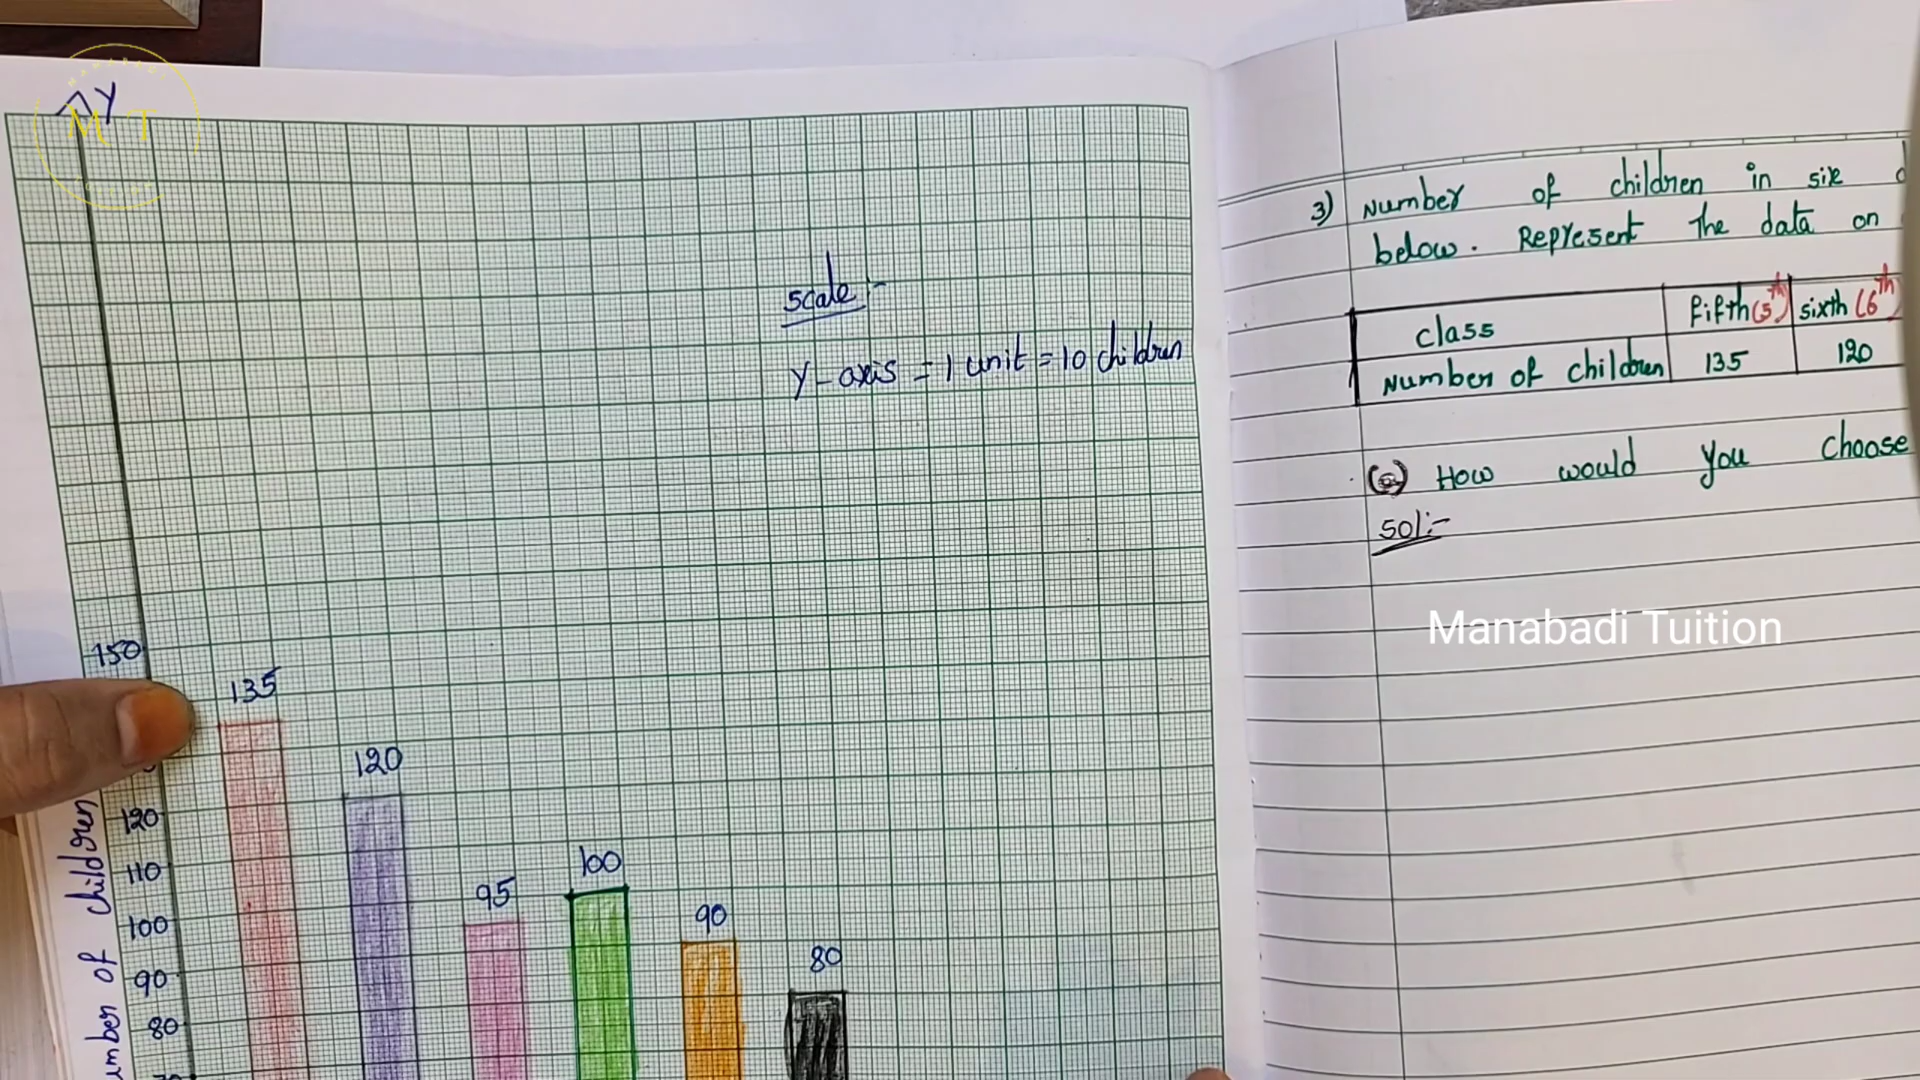 Y
M T
scale :-
Y-axis = 1 unit = 10 children
150
135
120
120
110
100
95
100
90
90
80
80
of children
3) Number of children in six
below. Represent the data on
class fifth (5th) sixth (6th)
Number of children 135 120
(a) How would you choose
Sol:-
Manabadi Tuition